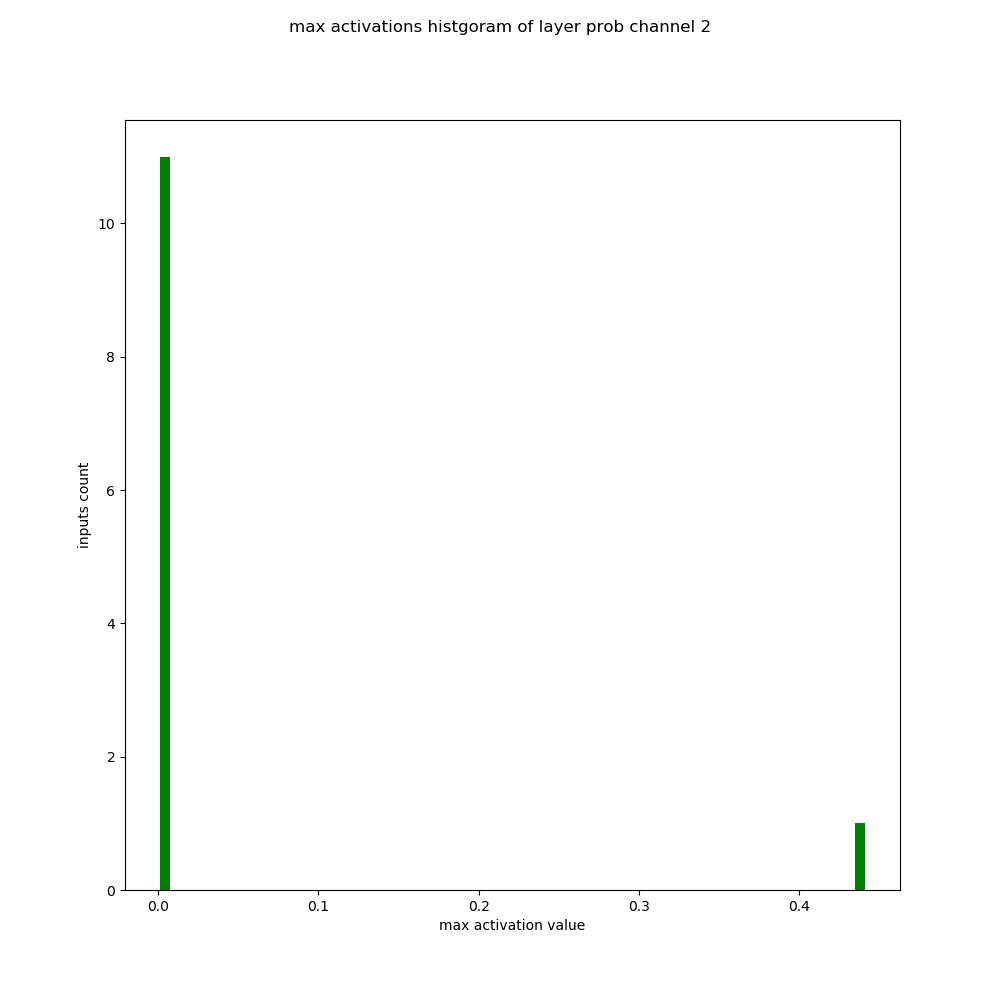 max activations histgoram of layer prob channel 2
10
8
6
4
2
0
inputs count
0.0 0.1 0.2 0.3 0.4
max activation value